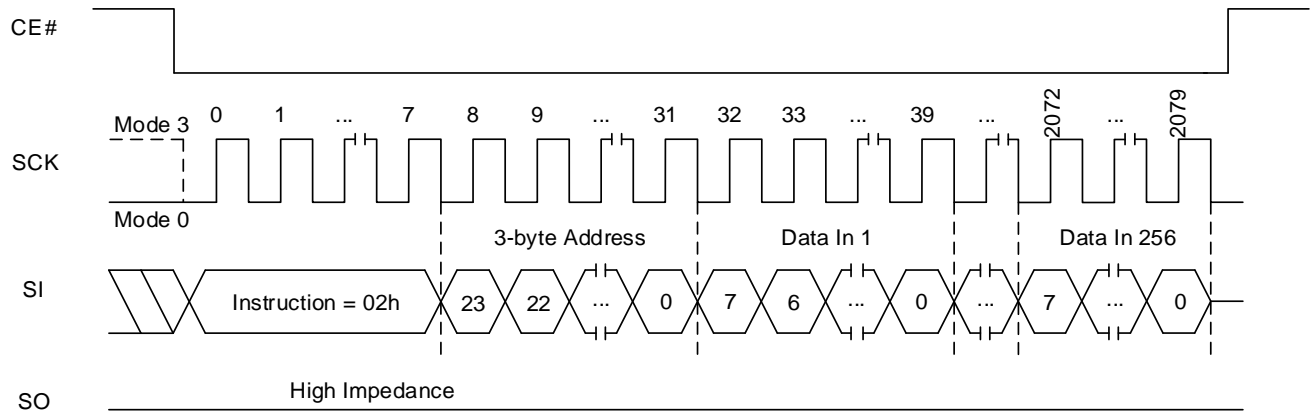 CE#
0 1 ... 7 8 9 ... 31 32 33 ... 39 ... 2072 ... 2079
Mode 3
SCK
Mode 0
3-byte Address Data In 1 Data In 256
SI Instruction = 02h 23 22 ... 0 7 6 ... 0 ... 7 ... 0
High Impedance
SO